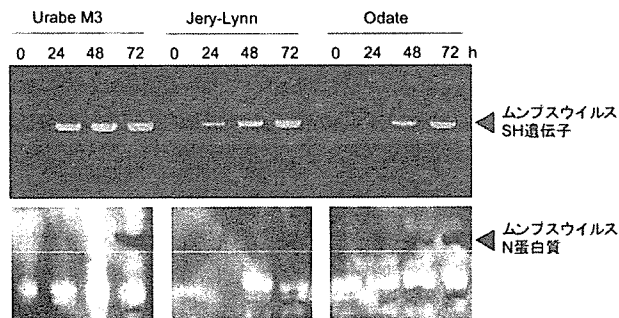 Urabe M3 Jery-Lynn Odate
0 24 48 72 0 24 48 72 0 24 48 72 h
ムンプスウイルス
SH遺伝子
ムンプスウイルス
N蛋白質